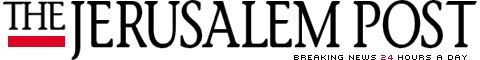 THE JERUSALEM POST
BREAKING NEWS 24 HOURS A DAY